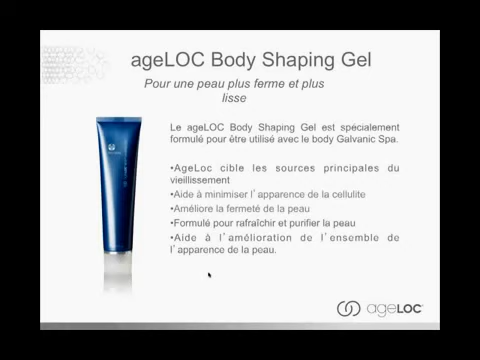 ageLOC Body Shaping Gel
Pour une peau plus ferme et plus
lisse
Le ageLOC Body Shaping Gel est spécialement
formulé pour être utilisé avec le body Galvanic Spa.
•AgeLoc cible les sources principales du
vieillissement
•Aide à minimiser l'apparence de la cellulite
•Améliore la fermeté de la peau
•Formulé pour rafraîchir et purifier la peau
•Aide à l'amélioration de l'ensemble de
l'apparence de la peau.
ageLOC